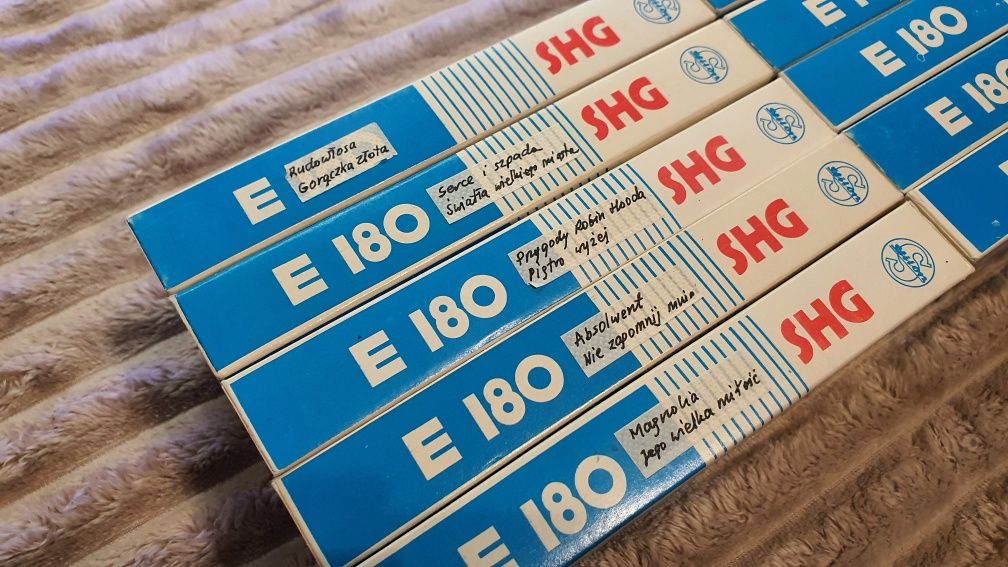 SHG
E
Rudowłosa
Gorączka złota
SHG
E 180
Serce i szpada
Światła wielkiego miasta
SHG
E 180
Przygody Robin Hooda
Piętro wyżej
SHG
E 180
Absolwent
Nie zapomnij mnie
SHG
E 180
Magnolia
Jego wielka miłość
E
E 180
E 180